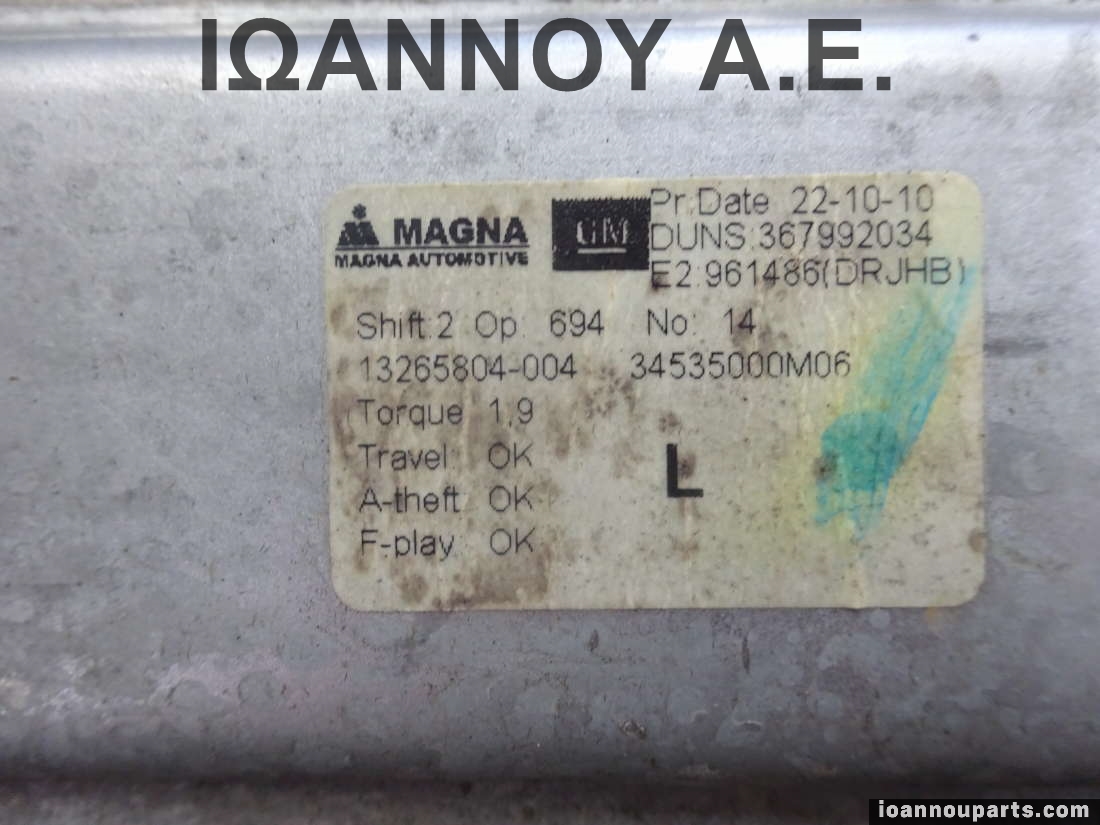 ΙΩΑΝΝΟΥ Α.Ε.
MAGNA
MAGNA AUTOMOTIVE
GM
Pr.Date 22-10-10
DUNS:367992034
E2:961486(DRJHB)
Shift:2 Op: 694 No: 14
13265804-004 34535000M06
Torque 1,9
Travel: OK
A-theft: OK
F-play: OK
L
ioannouparts.com